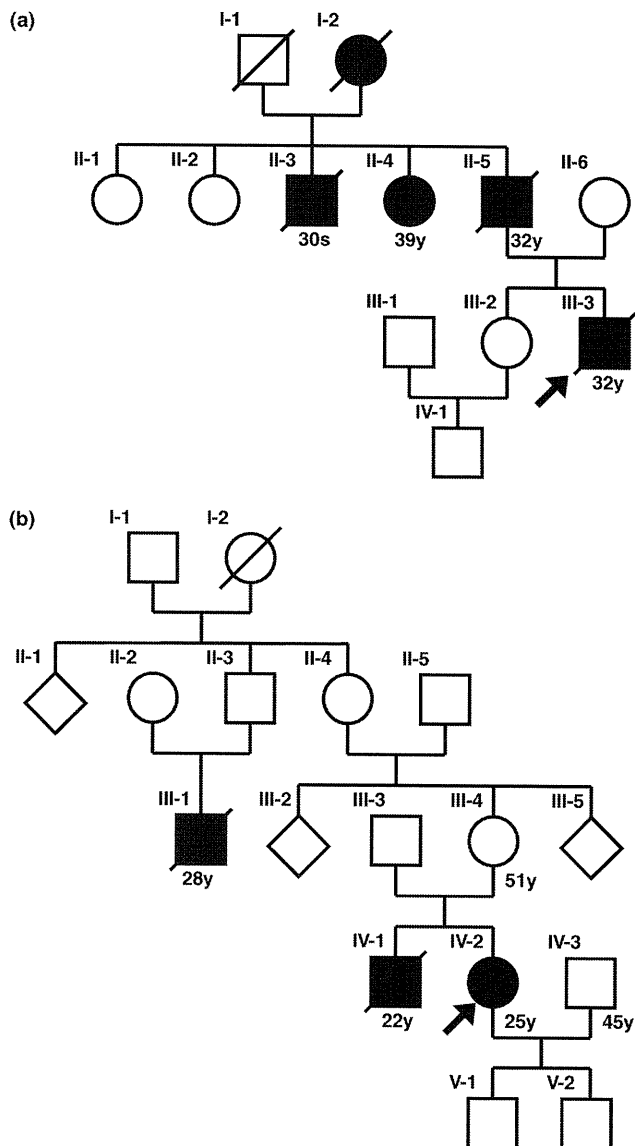 (a)
I-1 I-2
II-1 II-2 II-3 II-4 II-5 II-6
30s 39y 32y
III-1 III-2 III-3
32y
IV-1
(b)
I-1 I-2
II-1 II-2 II-3 II-4 II-5
III-1 III-2 III-3 III-4 III-5
28y 51y
IV-1 IV-2 IV-3
22y 25y 45y
V-1 V-2